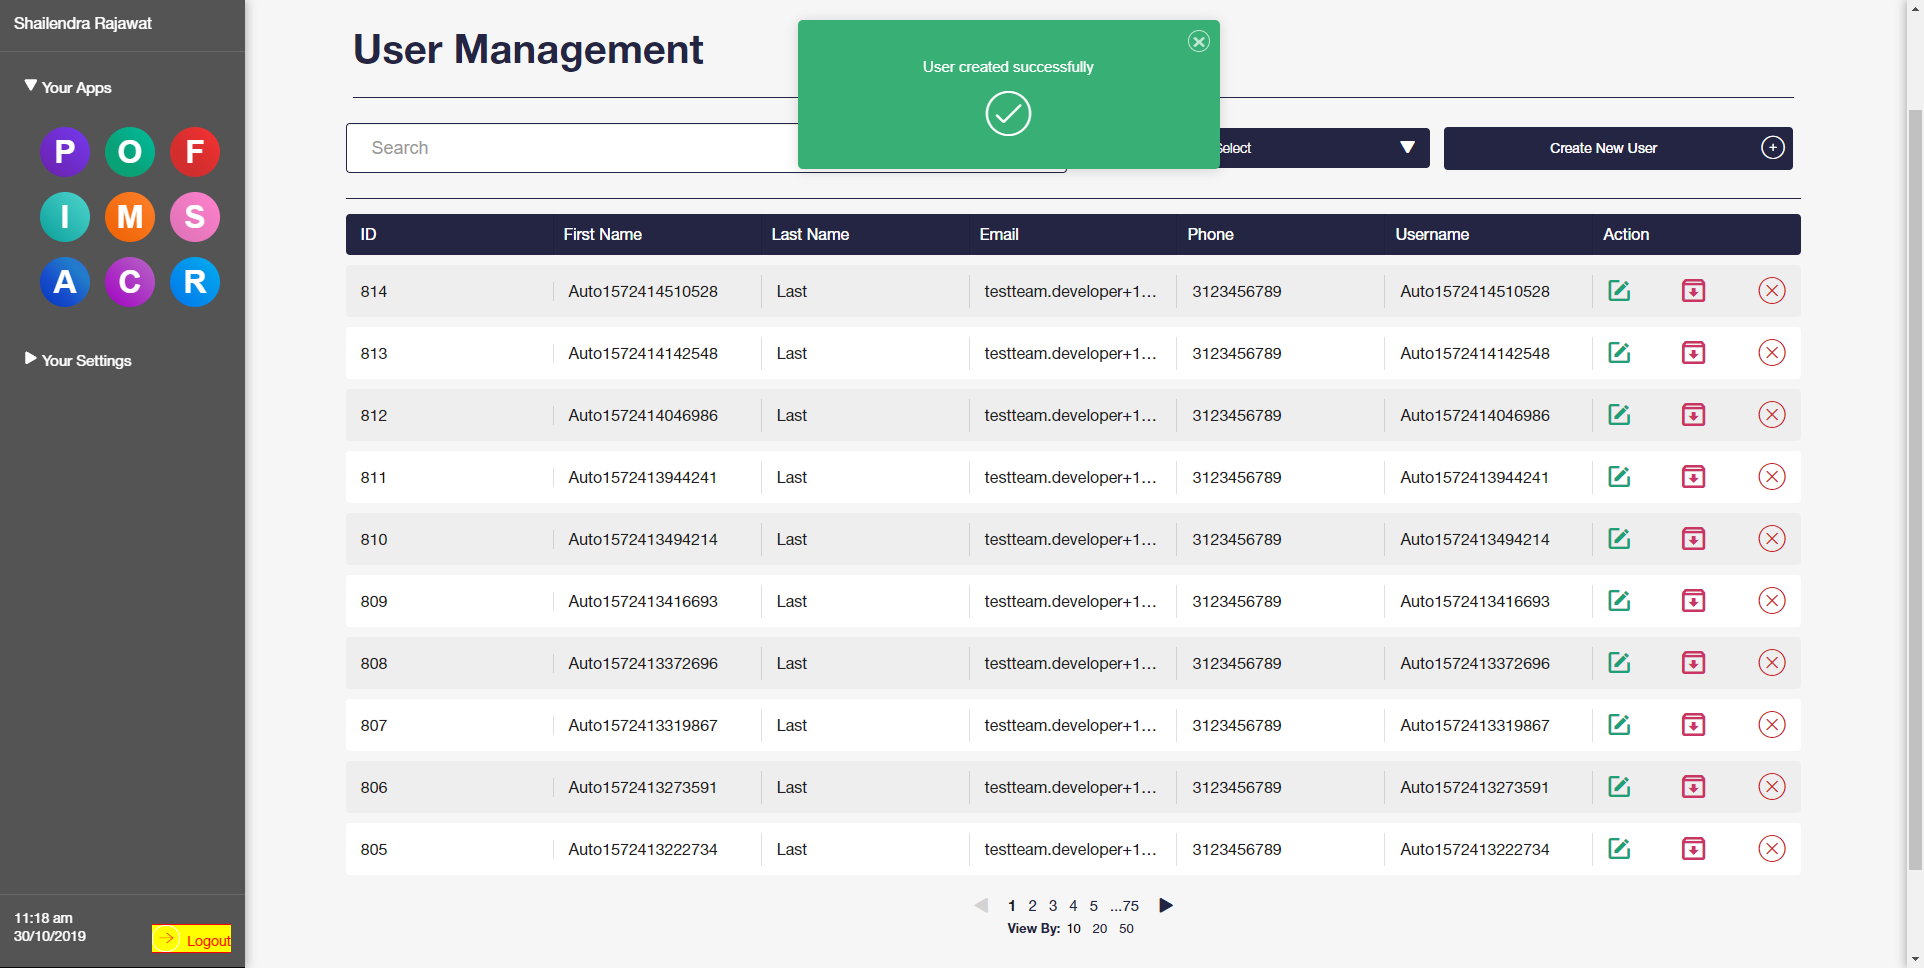 Shailendra Rajawat
Your Apps
P O F
I M S
A C R
Your Settings
11:18 am
30/10/2019
Logout
User Management
User created successfully
Search
Select
Create New User
ID First Name Last Name Email Phone Username Action
814 Auto1572414510528 Last testteam.developer+1... 3123456789 Auto1572414510528
813 Auto1572414142548 Last testteam.developer+1... 3123456789 Auto1572414142548
812 Auto1572414046986 Last testteam.developer+1... 3123456789 Auto1572414046986
811 Auto1572413944241 Last testteam.developer+1... 3123456789 Auto1572413944241
810 Auto1572413494214 Last testteam.developer+1... 3123456789 Auto1572413494214
809 Auto1572413416693 Last testteam.developer+1... 3123456789 Auto1572413416693
808 Auto1572413372696 Last testteam.developer+1... 3123456789 Auto1572413372696
807 Auto1572413319867 Last testteam.developer+1... 3123456789 Auto1572413319867
806 Auto1572413273591 Last testteam.developer+1... 3123456789 Auto1572413273591
805 Auto1572413222734 Last testteam.developer+1... 3123456789 Auto1572413222734
1 2 3 4 5 ...75
View By: 10 20 50